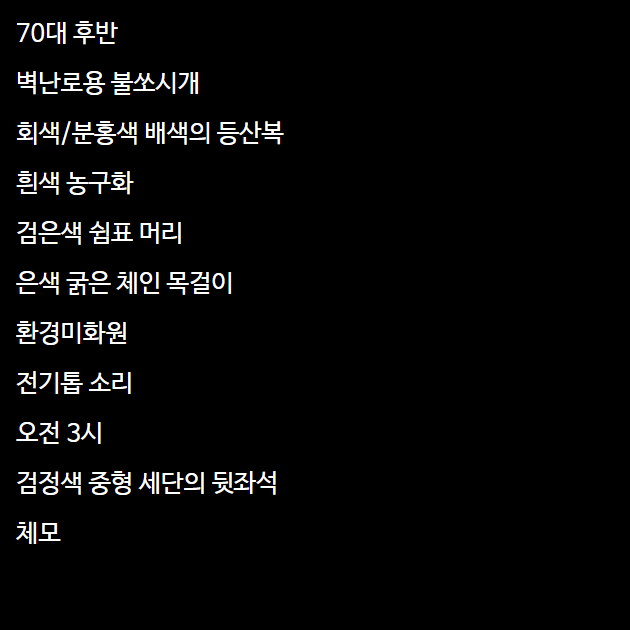 70대 후반
벽난로용 불쏘시개
회색/분홍색 배색의 등산복
흰색 농구화
검은색 쉼표 머리
은색 굵은 체인 목걸이
환경미화원
전기톱 소리
오전 3시
검정색 중형 세단의 뒷좌석
체모